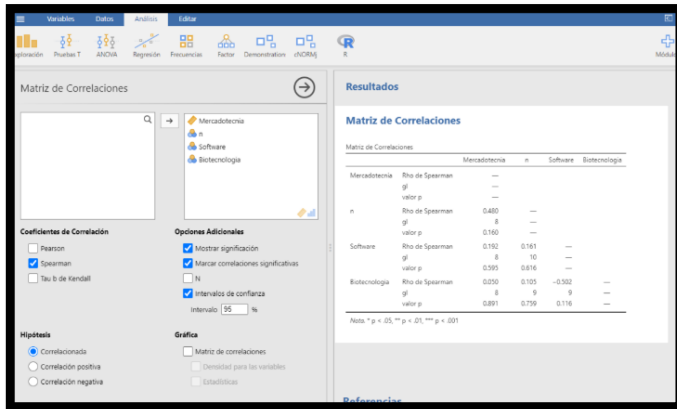 Variables Datos Análisis Editar
Exploración Pruebas T ANOVA Regresión Frecuencias Factor Demonstration cNORMj R Módulos
Matriz de Correlaciones
Mercadotecnia
n
Software
Biotecnologia
Coeficientes de Correlación
Pearson
Spearman
Tau b de Kendall
Opciones Adicionales
Mostrar significación
Marcar correlaciones significativas
N
Intervalos de confianza
Intervalo 95 %
Hipótesis
Correlacionada
Correlación positiva
Correlación negativa
Gráfica
Matriz de correlaciones
Densidad para las variables
Estadísticas
Resultados
Matriz de Correlaciones
Matriz de Correlaciones
Mercadotecnia n Software Biotecnologia
Mercadotecnia Rho de Spearman —
gl —
valor p —
n Rho de Spearman 0.480 —
gl 8 —
valor p 0.160 —
Software Rho de Spearman 0.192 0.161 —
gl 8 10 —
valor p 0.595 0.616 —
Biotecnologia Rho de Spearman 0.050 0.105 −0.502 —
gl 8 9 9 —
valor p 0.891 0.759 0.116 —
Nota. * p < .05, ** p < .01, *** p < .001
Referencias